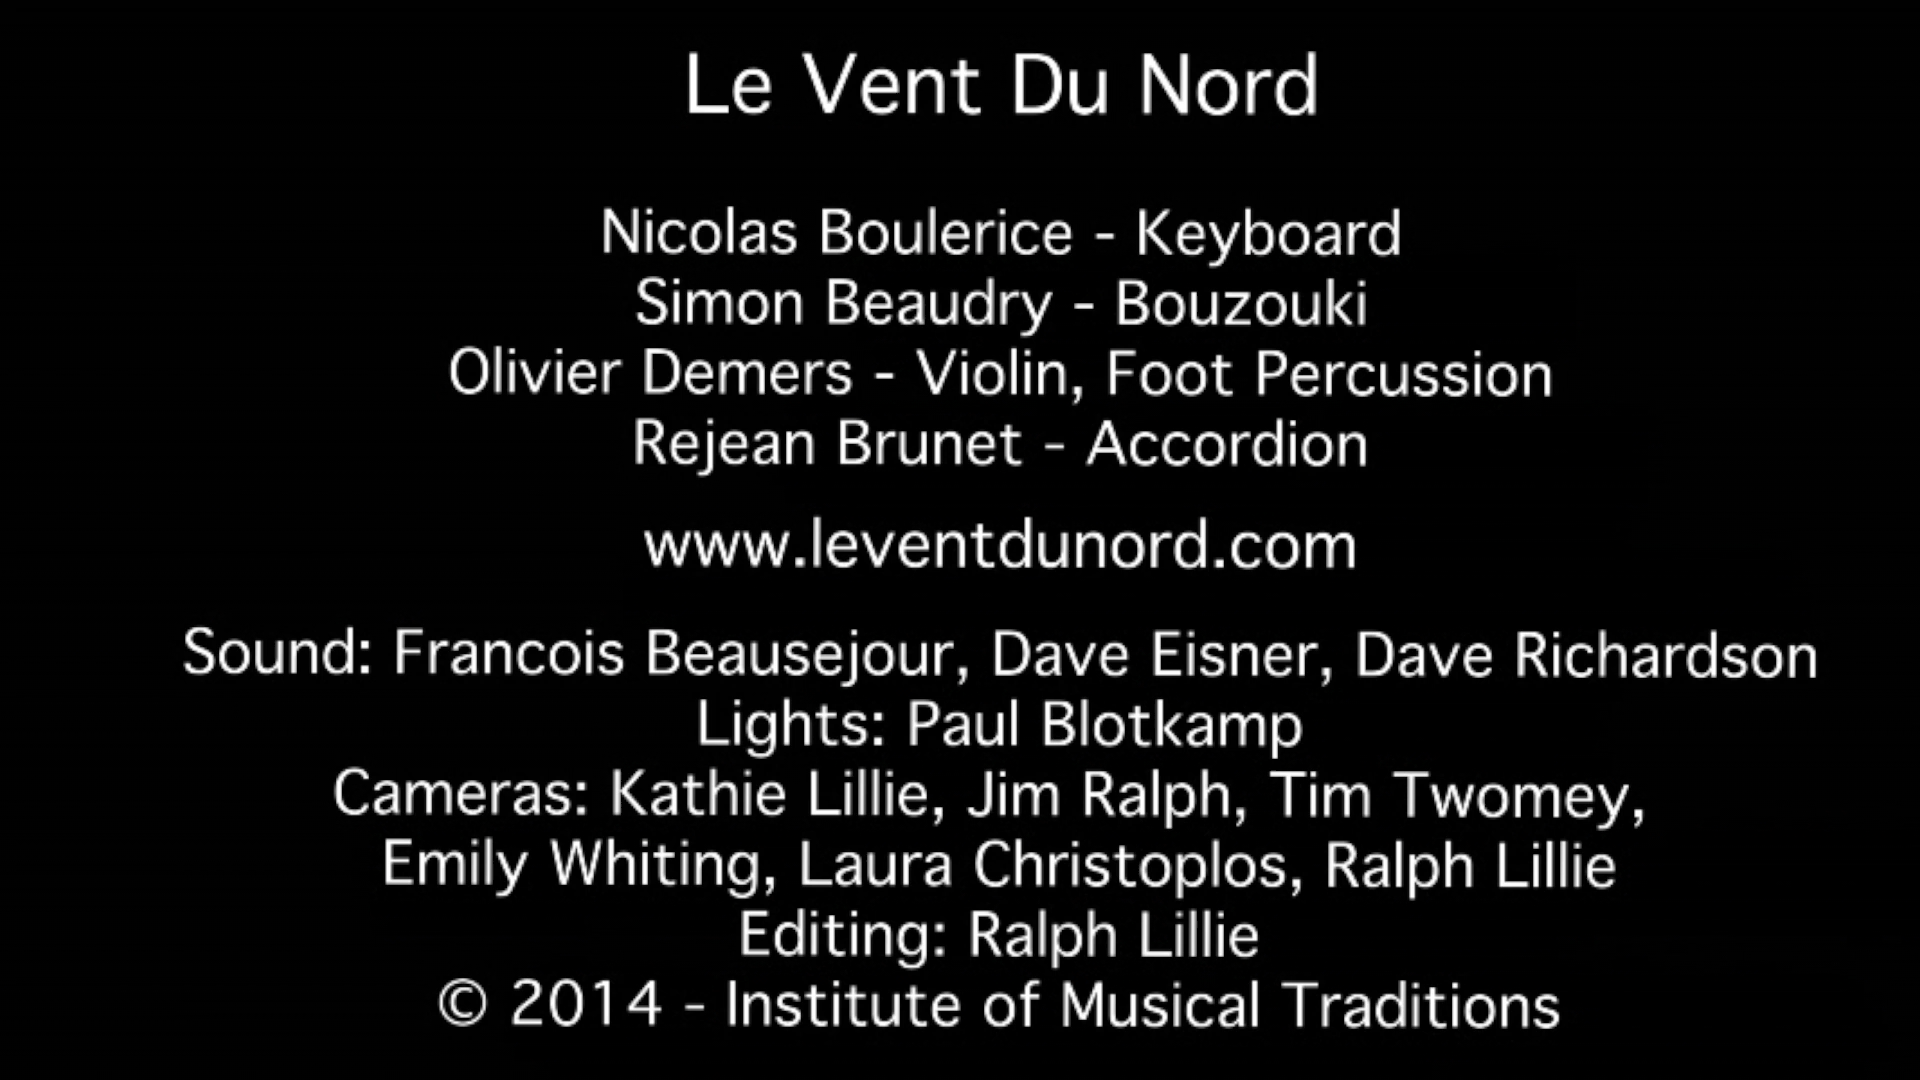 Le Vent Du Nord
Nicolas Boulerice - Keyboard
Simon Beaudry - Bouzouki
Olivier Demers - Violin, Foot Percussion
Rejean Brunet - Accordion
www.leventdunord.com
Sound: Francois Beausejour, Dave Eisner, Dave Richardson
Lights: Paul Blotkamp
Cameras: Kathie Lillie, Jim Ralph, Tim Twomey,
Emily Whiting, Laura Christoplos, Ralph Lillie
Editing: Ralph Lillie
© 2014 - Institute of Musical Traditions